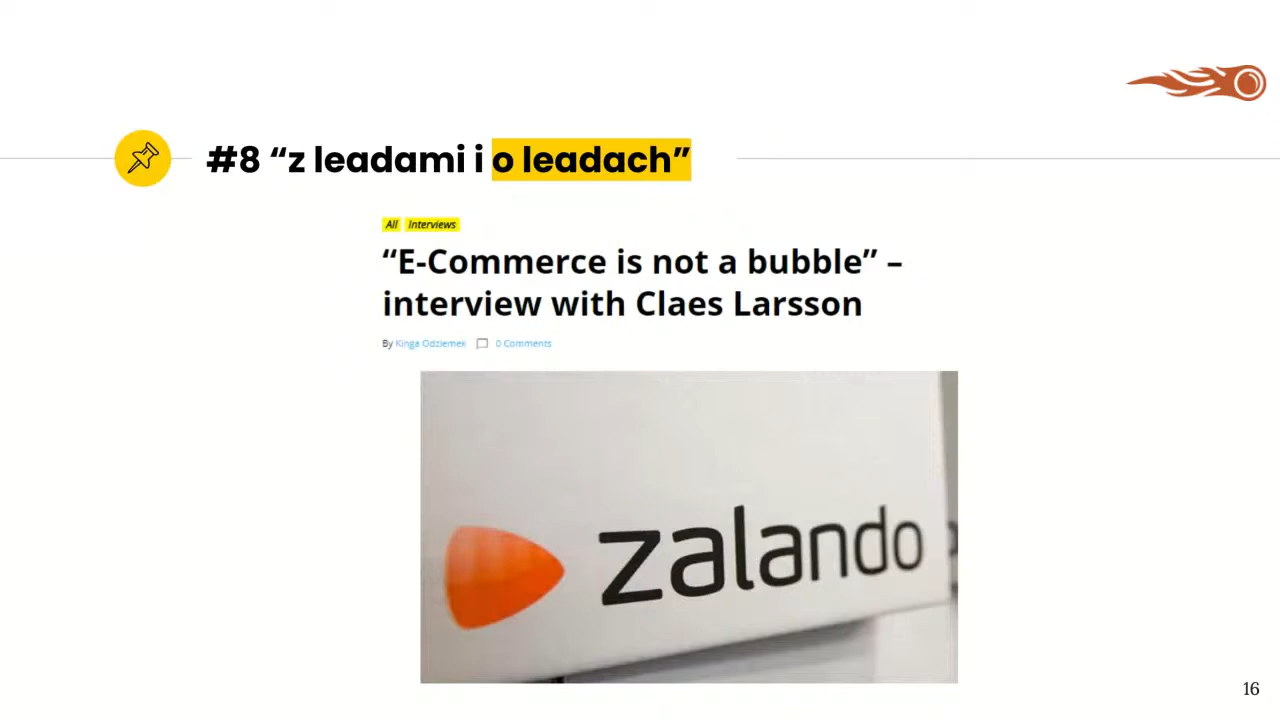 #8 “z leadami i o leadach”
All Interviews
“E-Commerce is not a bubble” –
interview with Claes Larsson
By Kinga Odziemek 0 Comments
zalando
16